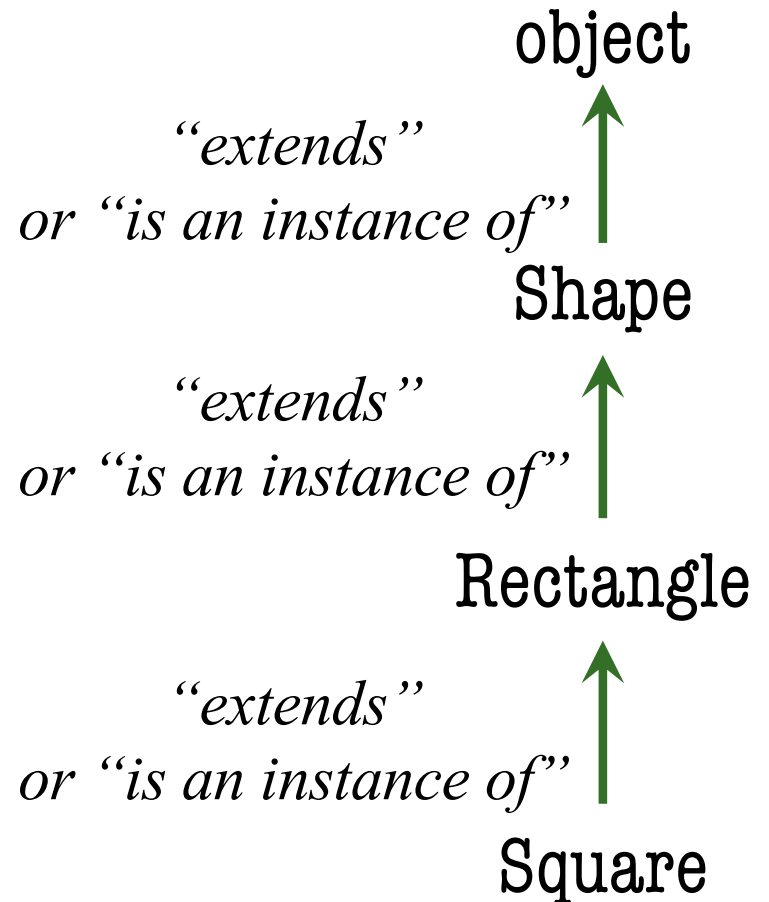 object
“extends”
or “is an instance of”
Shape
“extends”
or “is an instance of”
Rectangle
“extends”
or “is an instance of”
Square